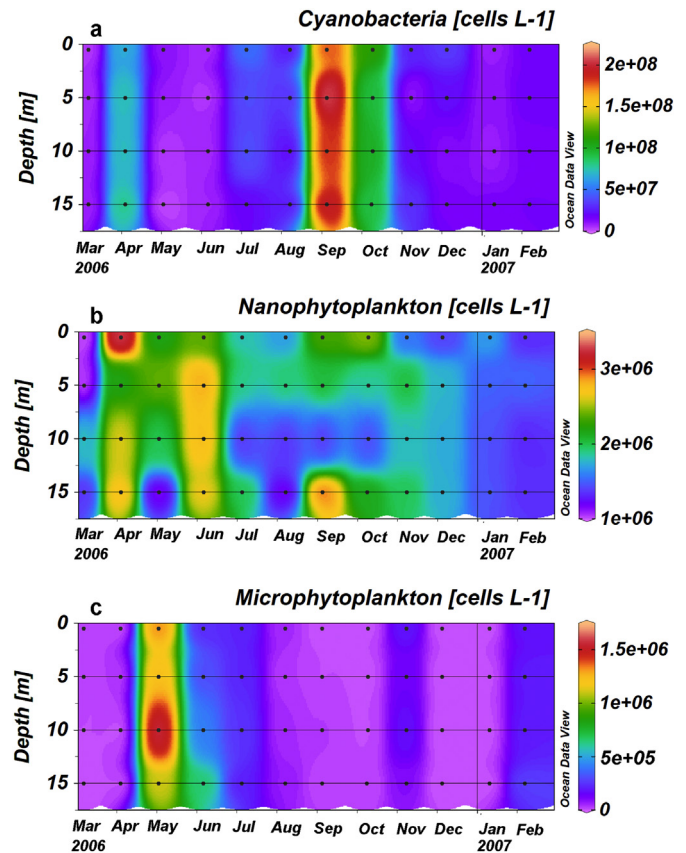 a
Cyanobacteria [cells L-1]
0
5
10
15
Depth [m]
2e+08
1.5e+08
1e+08
5e+07
0
Ocean Data View
Mar Apr May Jun Jul Aug Sep Oct Nov Dec Jan Feb
2006 2007
b
Nanophytoplankton [cells L-1]
0
5
10
15
Depth [m]
3e+06
2e+06
1e+06
Ocean Data View
Mar Apr May Jun Jul Aug Sep Oct Nov Dec Jan Feb
2006 2007
c
Microphytoplankton [cells L-1]
0
5
10
15
Depth [m]
1.5e+06
1e+06
5e+05
0
Ocean Data View
Mar Apr May Jun Jul Aug Sep Oct Nov Dec Jan Feb
2006 2007